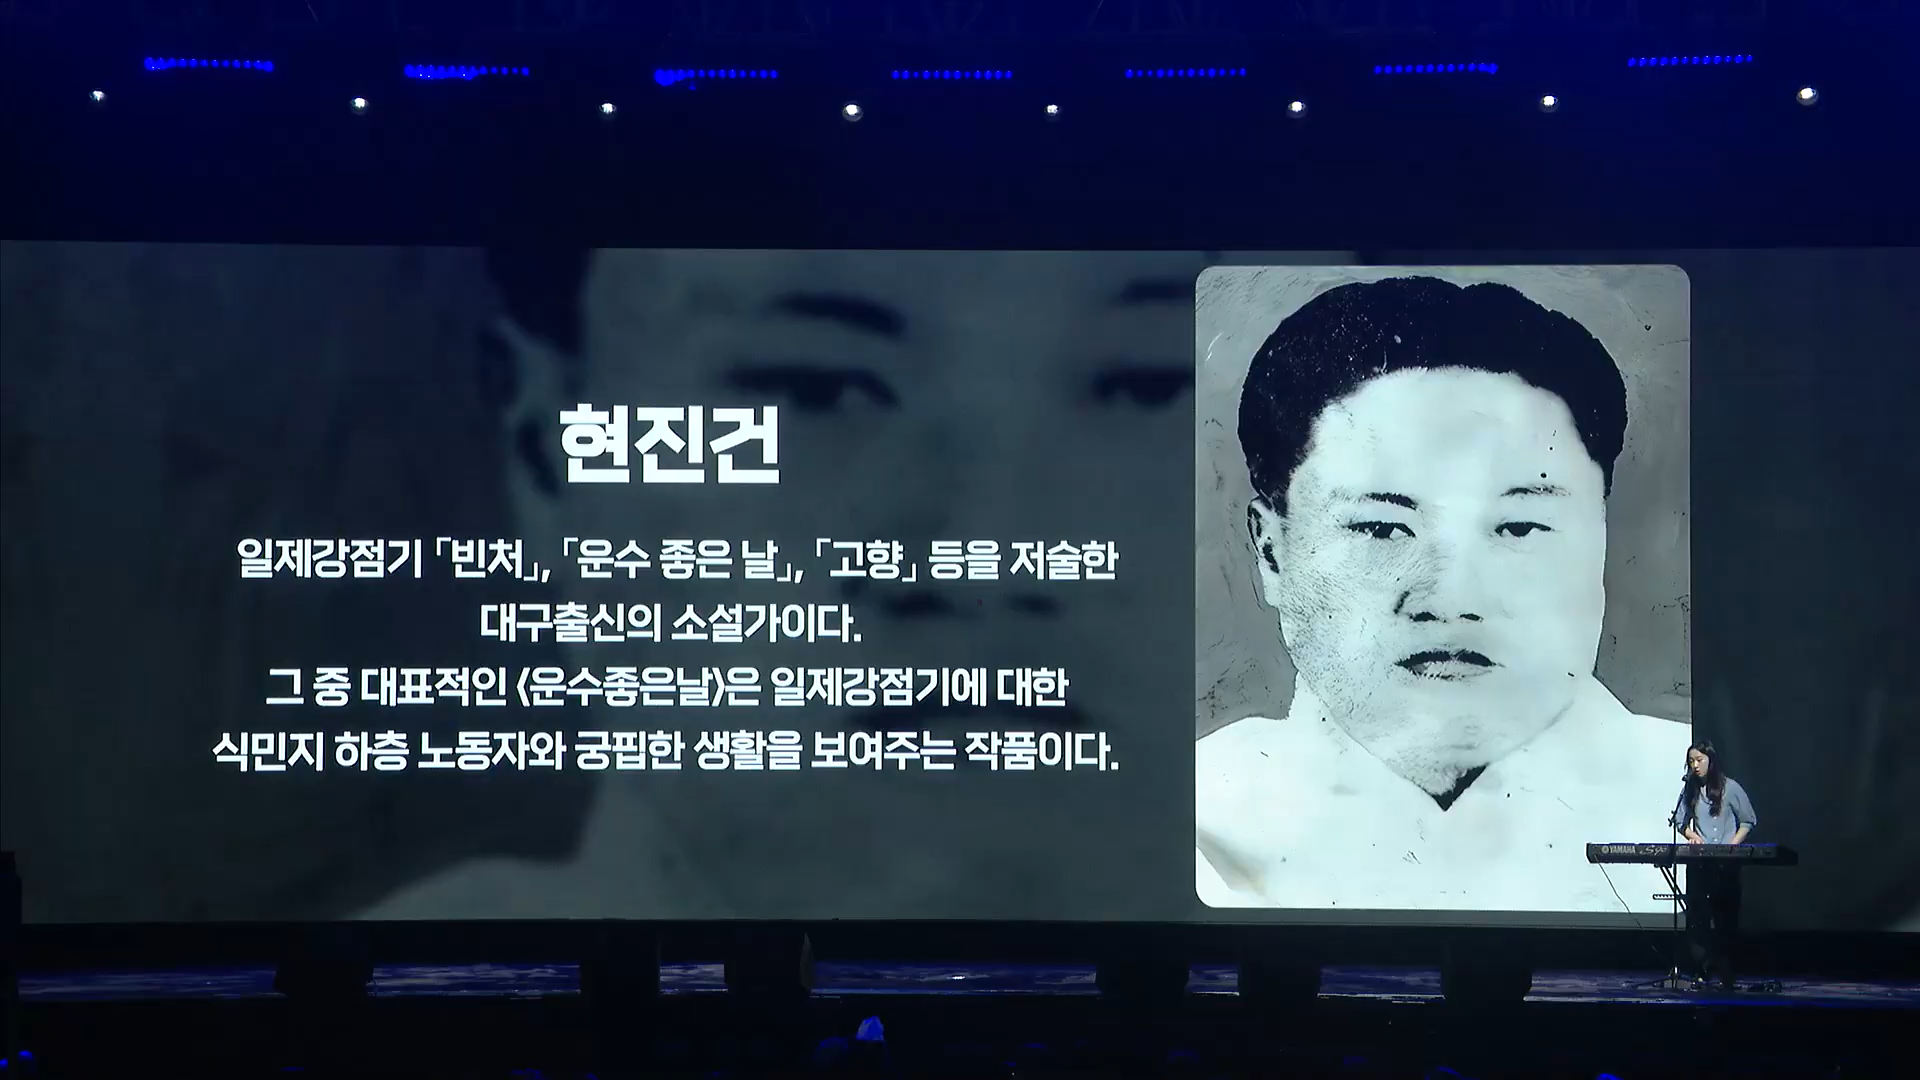 현진건
일제강점기 「빈처」, 「운수 좋은 날」, 「고향」 등을 저술한
대구출신의 소설가이다.
그 중 대표적인 〈운수좋은날〉은 일제강점기에 대한
식민지 하층 노동자와 궁핍한 생활을 보여주는 작품이다.
YAMAHA